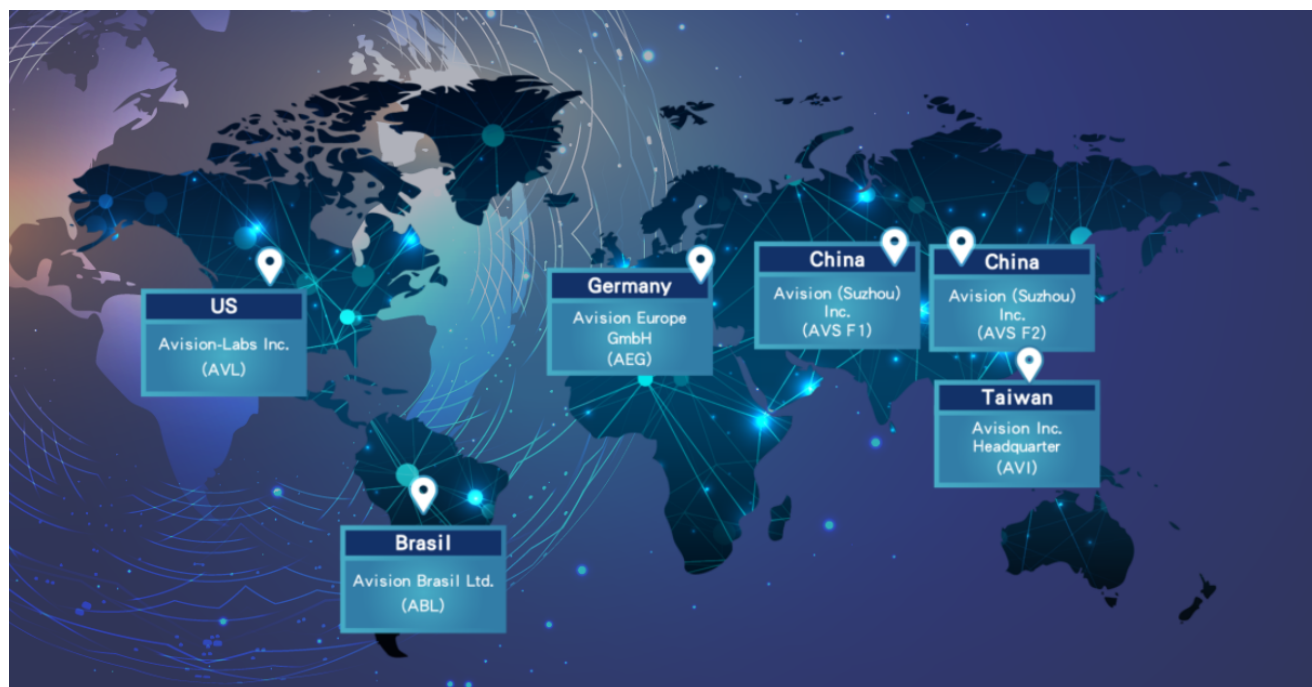 US
Avision-Labs Inc.
(AVL)
Brasil
Avision Brasil Ltd.
(ABL)
Germany
Avision Europe
GmbH
(AEG)
China
Avision (Suzhou)
Inc.
(AVS F1)
China
Avision (Suzhou)
Inc.
(AVS F2)
Taiwan
Avision Inc.
Headquarter
(AVI)